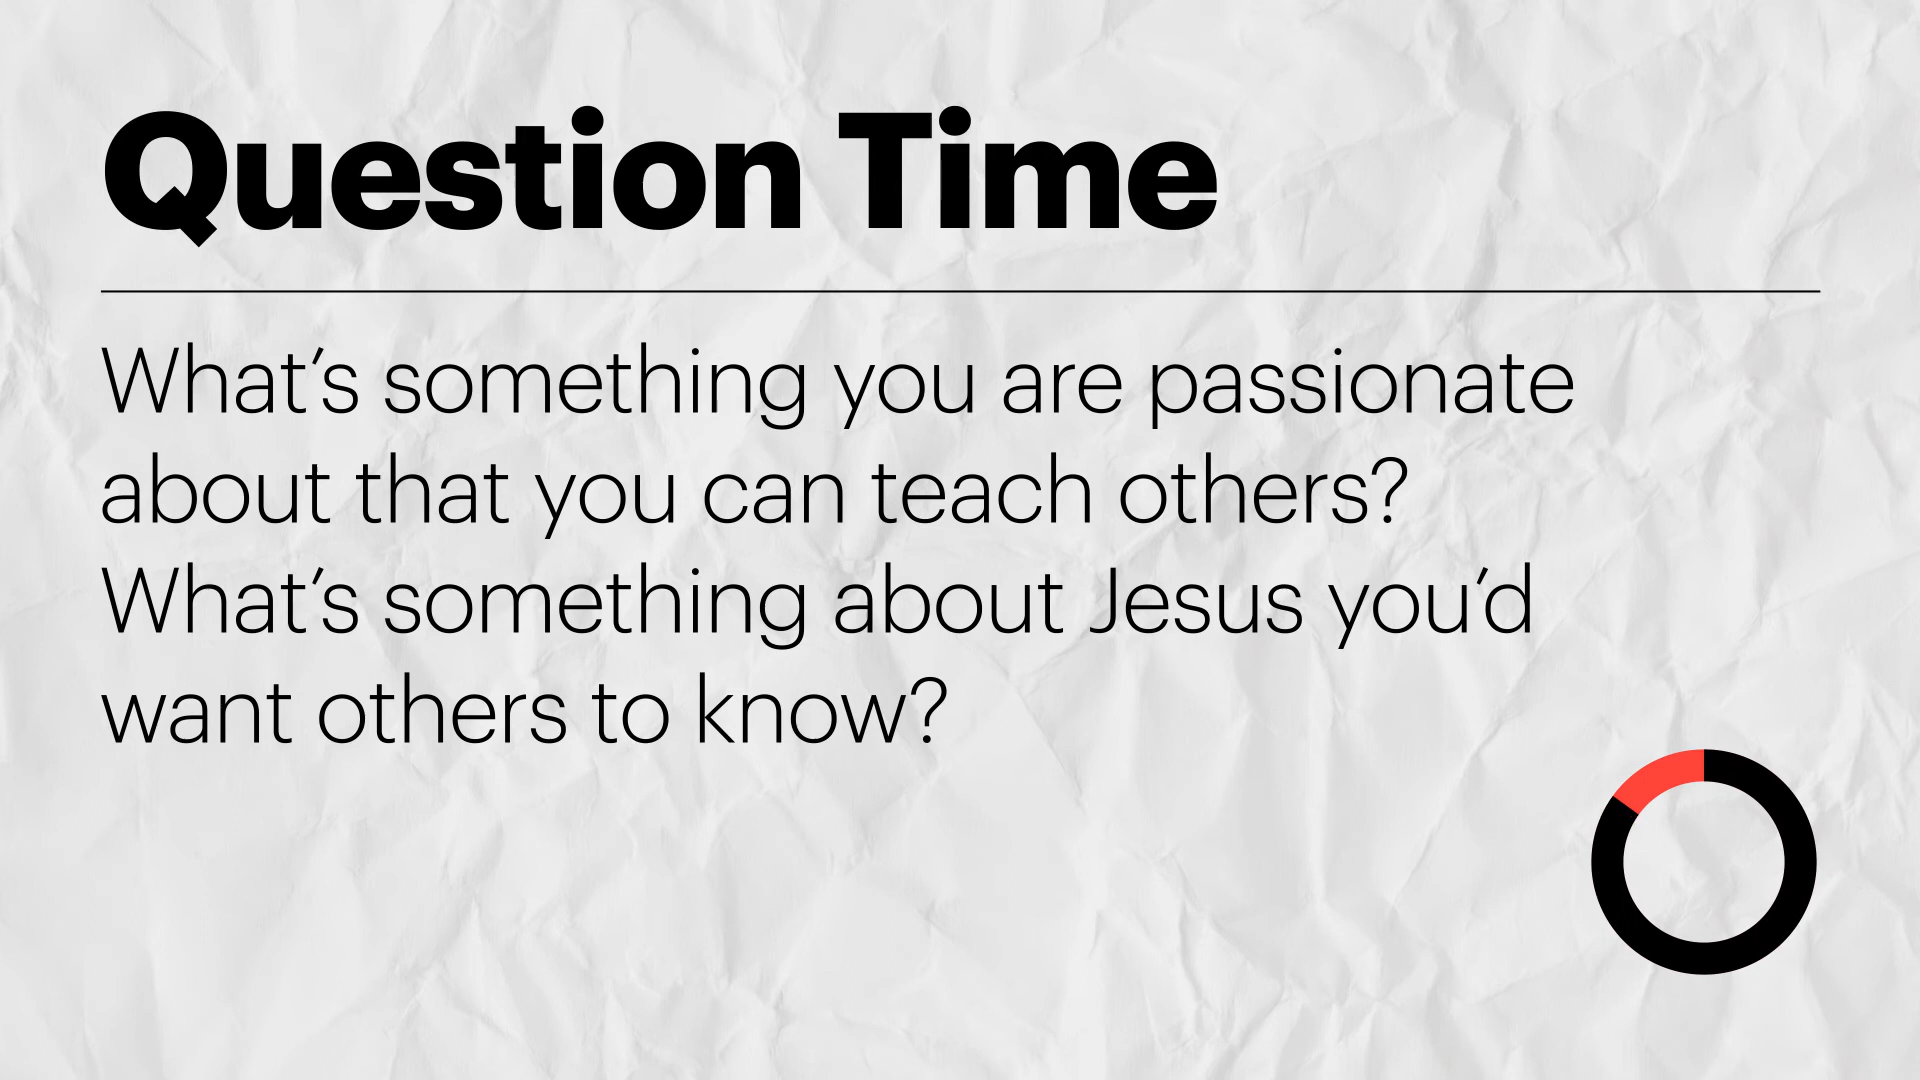 Question Time
What’s something you are passionate
about that you can teach others?
What’s something about Jesus you’d
want others to know?